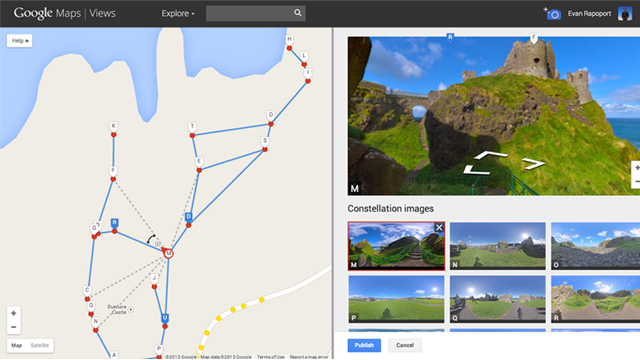 Google Maps | Views
Explore
Evan Rapoport
Help
H
L
I
K
T
O
S
F
E
R
G
D
M
J
C
Q
N
U
A
P
Dunluce
Castle
Map
Satellite
©2013 Google
Map data ©2013 Google
Terms of Use
Report a map error
R
F
M
Constellation images
M
N
O
P
Q
R
Publish
Cancel